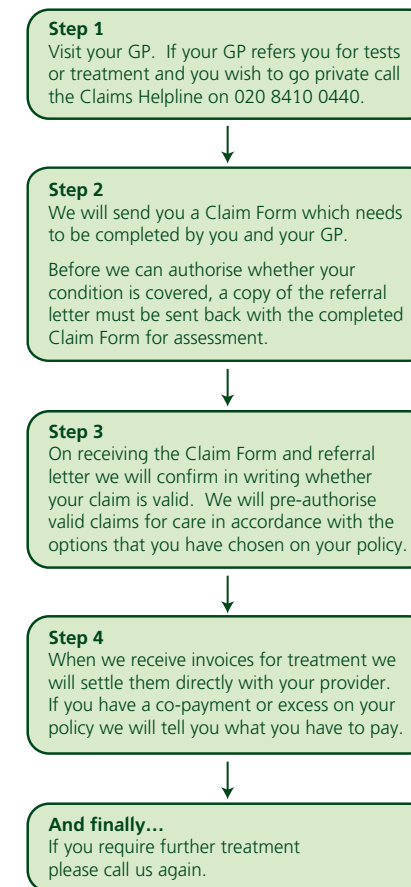 Step 1
Visit your GP.  If your GP refers you for tests
or treatment and you wish to go private call
the Claims Helpline on 020 8410 0440.
Step 2
We will send you a Claim Form which needs
to be completed by you and your GP.
Before we can authorise whether your
condition is covered, a copy of the referral
letter must be sent back with the completed
Claim Form for assessment.
Step 3
On receiving the Claim Form and referral
letter we will confirm in writing whether
your claim is valid.  We will pre-authorise
valid claims for care in accordance with the
options that you have chosen on your policy.
Step 4
When we receive invoices for treatment we
will settle them directly with your provider.
If you have a co-payment or excess on your
policy we will tell you what you have to pay.
And finally…
If you require further treatment
please call us again.